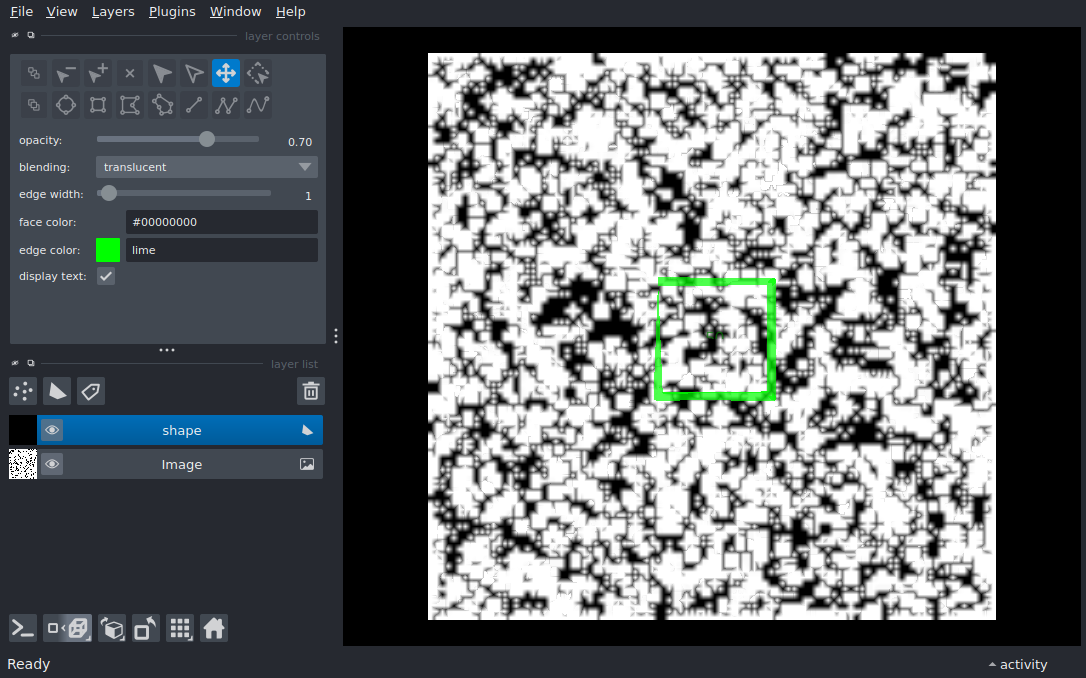 File View Layers Plugins Window Help
layer controls
opacity: 0.70
blending: translucent
edge width: 1
face color: #00000000
edge color: lime
display text:
layer list
shape
Image
Ready
activity